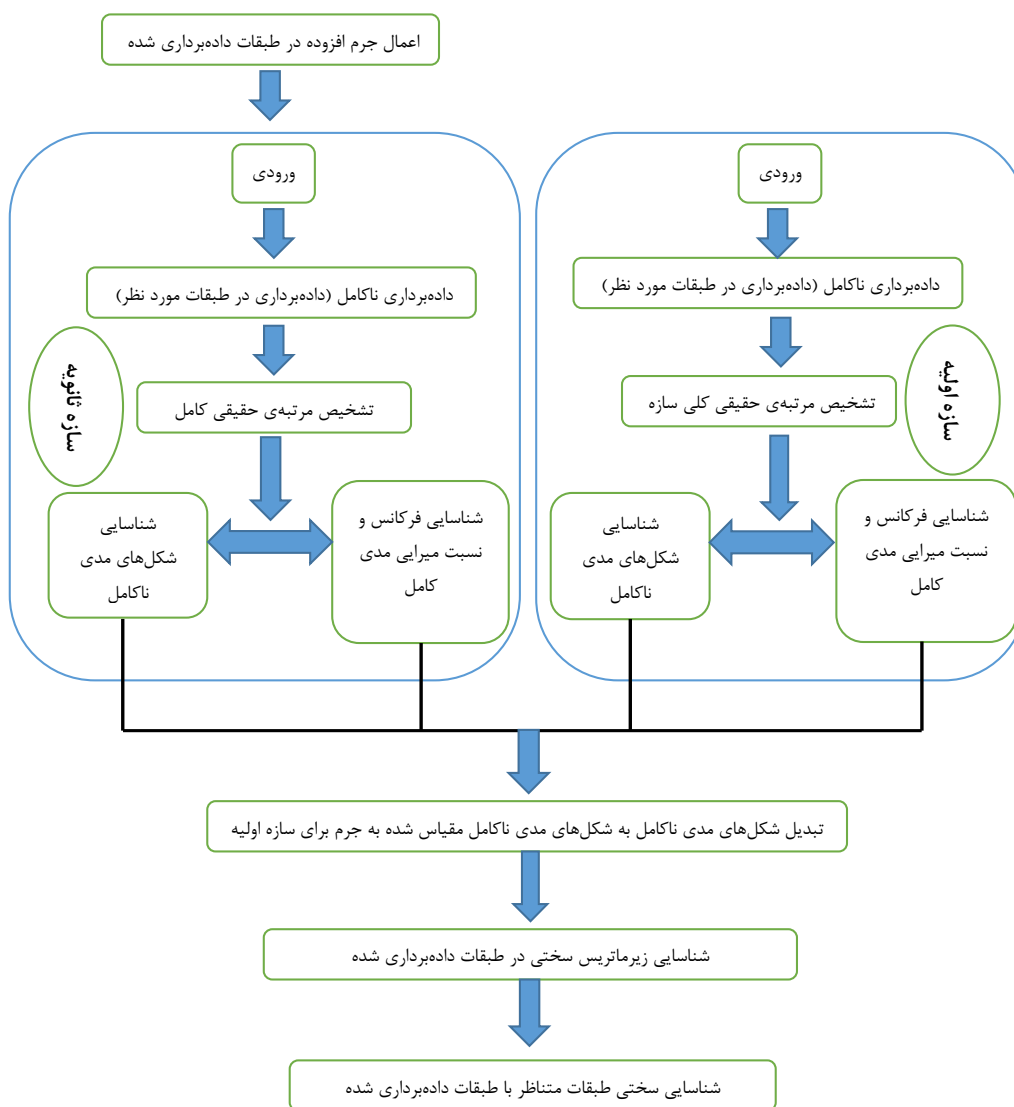 اعمال جرم افزوده در طبقات داده‌برداری شده
ورودی
داده‌برداری ناکامل (داده‌برداری در طبقات مورد نظر)
سازه اولیه
تشخیص مرتبه‌ی حقیقی کلی سازه
شناسایی فرکانس و
نسبت میرایی مدی
کامل
شناسایی
شکل‌های مدی
ناکامل
ورودی
داده‌برداری ناکامل (داده‌برداری در طبقات مورد نظر)
تشخیص مرتبه‌ی حقیقی کامل
سازه ثانویه
شناسایی فرکانس و
نسبت میرایی مدی
کامل
شناسایی
شکل‌های مدی
ناکامل
تبدیل شکل‌های مدی ناکامل به شکل‌های مدی ناکامل مقیاس شده به جرم برای سازه اولیه
شناسایی زیرماتریس سختی در طبقات داده‌برداری شده
شناسایی سختی طبقات متناظر با طبقات داده‌برداری شده